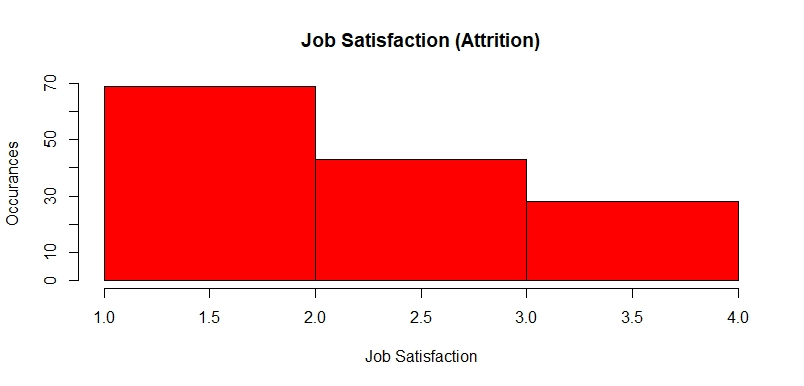 Job Satisfaction (Attrition)
Occurances
70
50
30
10
0
1.0 1.5 2.0 2.5 3.0 3.5 4.0
Job Satisfaction